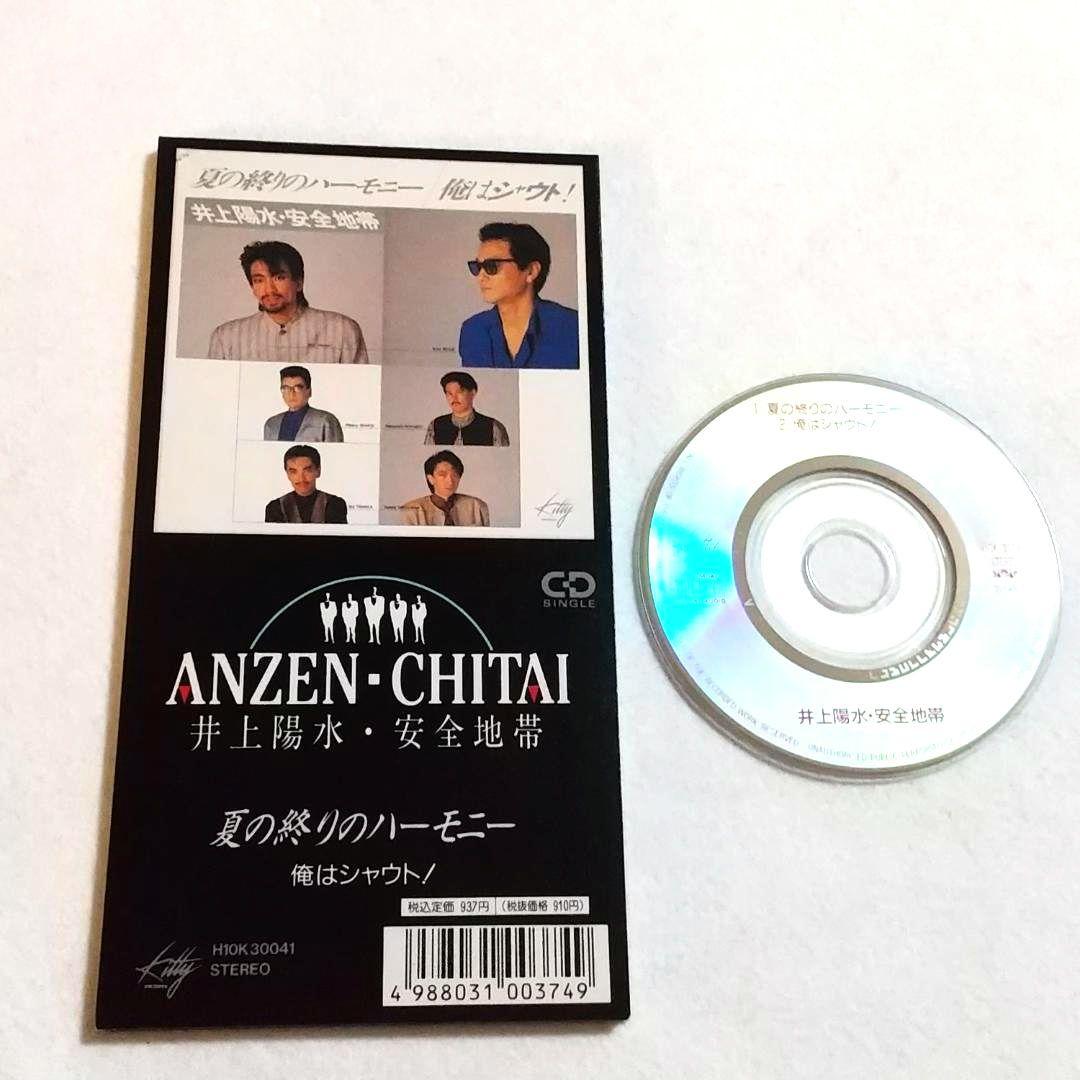 夏の終りのハーモニー/俺はシャウト!
井上陽水・安全地帯
Kitty
CD
SINGLE
ANZEN-CHITAI
井上陽水・安全地帯
夏の終りのハーモニー
俺はシャウト!
税込定価 937円 (税抜価格 910円)
Kitty
H10K 30041
STEREO
4 988031 003749
1 夏の終りのハーモニー
2 俺はシャウト!
井上陽水・安全地帯